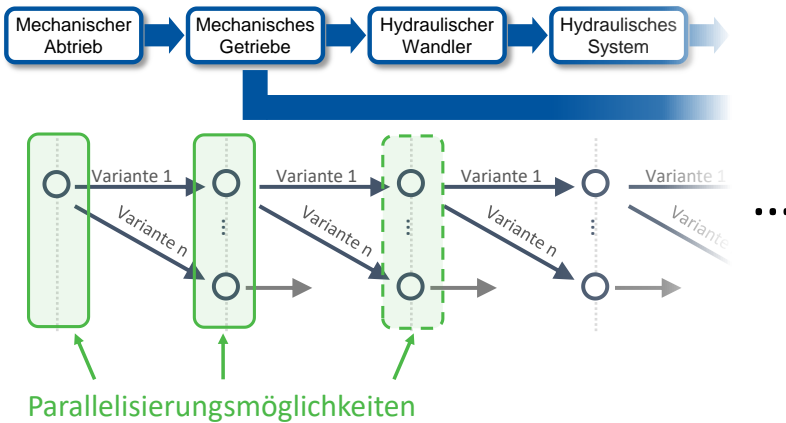 Mechanischer
Abtrieb
Mechanisches
Getriebe
Hydraulischer
Wandler
Hydraulisches
System
Variante 1
Variante 1
Variante 1
Variante 1
Variante n
Variante n
Variante n
Variante n
...
...
...
...
Parallelisierungsmöglichkeiten